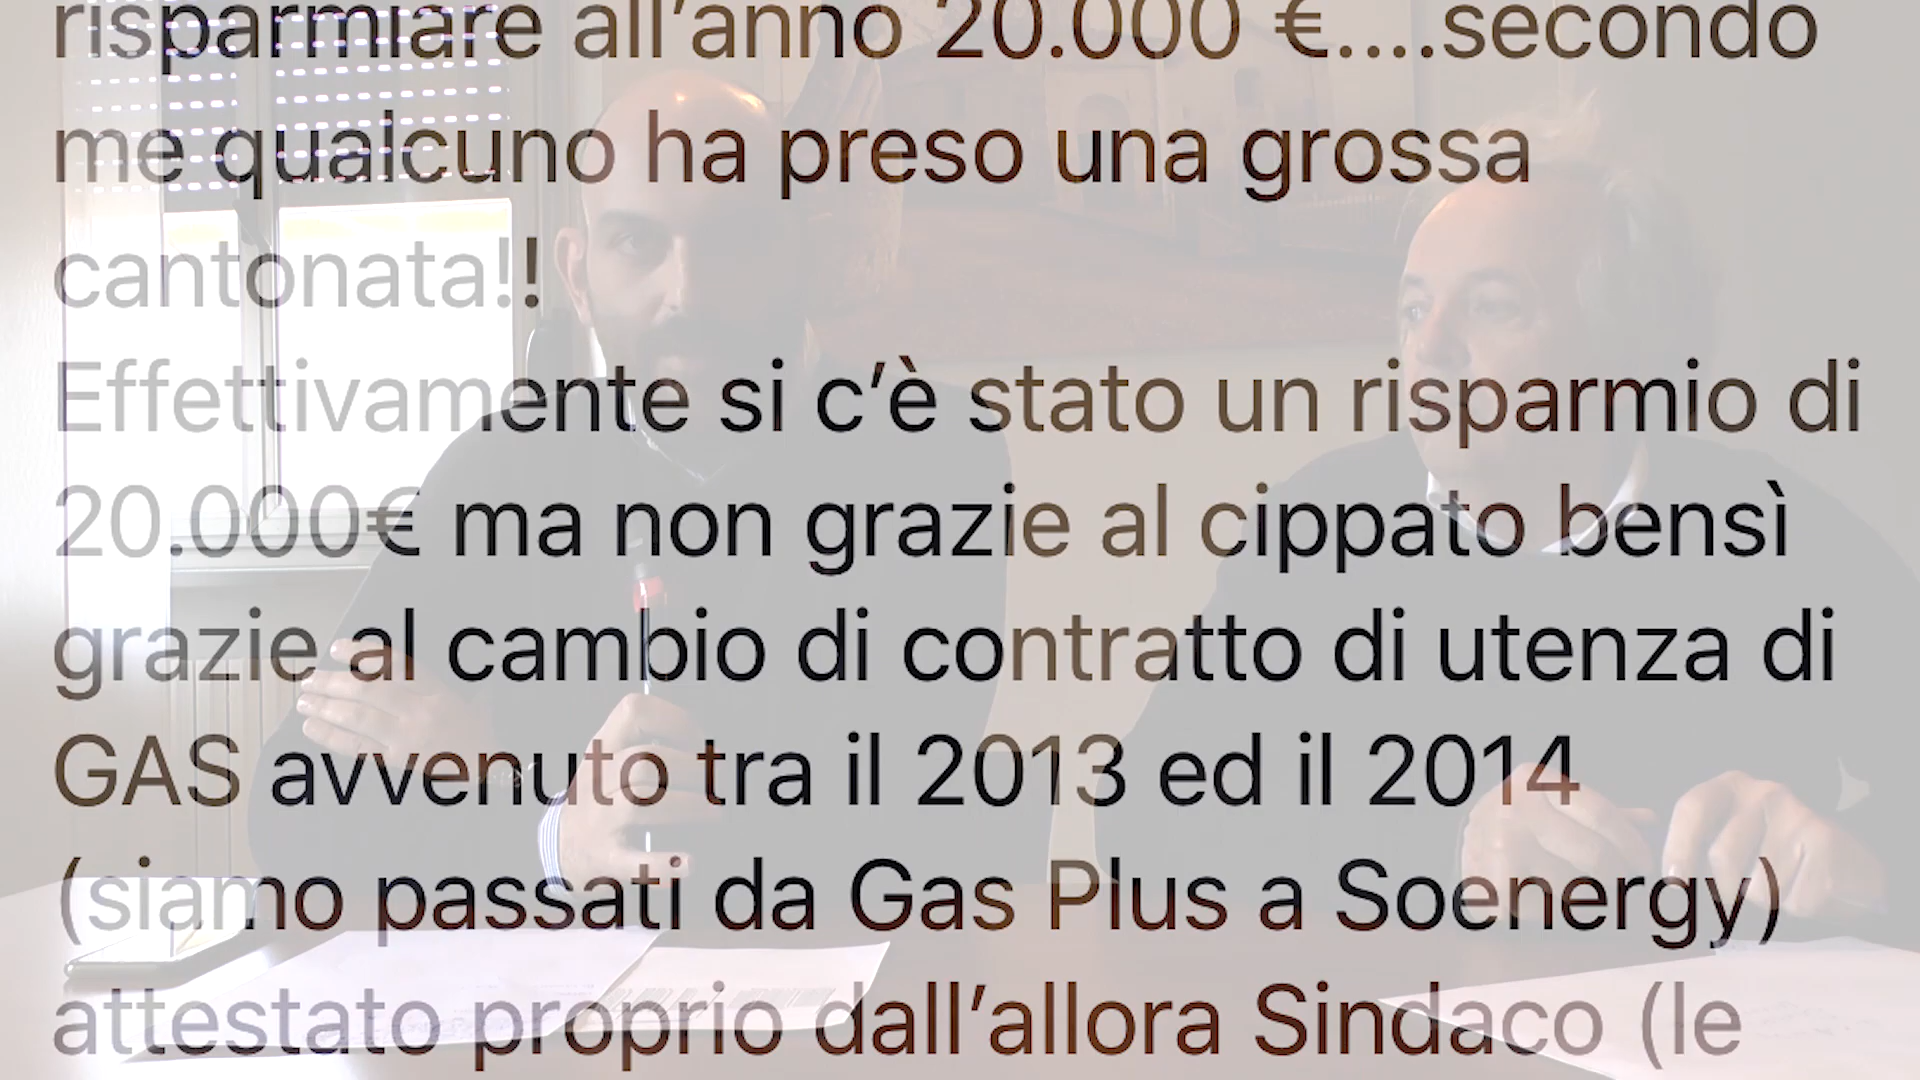 risparmiare all'anno 20.000 €....secondo
me qualcuno ha preso una grossa
cantonata!!
Effettivamente si c'è stato un risparmio di
20.000€ ma non grazie al cippato bensì
grazie al cambio di contratto di utenza di
GAS avvenuto tra il 2013 ed il 2014
(siamo passati da Gas Plus a Soenergy)
attestato proprio dall'allora Sindaco (le